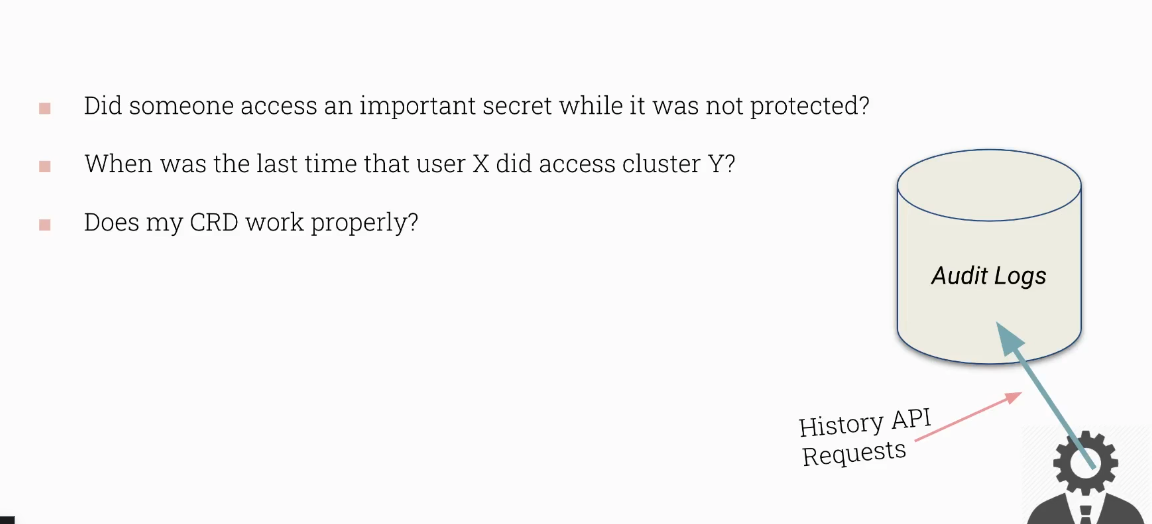 Did someone access an important secret while it was not protected?
When was the last time that user X did access cluster Y?
Does my CRD work properly?
Audit Logs
History API
Requests